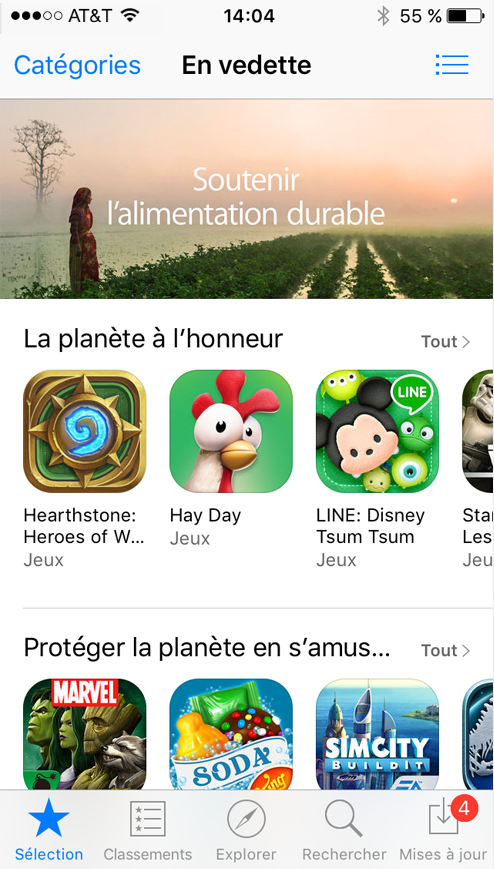 AT&T 14:04 55 %
Catégories En vedette
Soutenir
l’alimentation durable
La planète à l’honneur Tout
LINE
Hearthstone: Hay Day LINE: Disney Sta
Heroes of W... Jeux Tsum Tsum Les
Jeux Jeux Jeu
Protéger la planète en s’amus... Tout
MARVEL
SODA
SIMCITY
BUILDIT
EA
4
Sélection Classements Explorer Rechercher Mises à jour